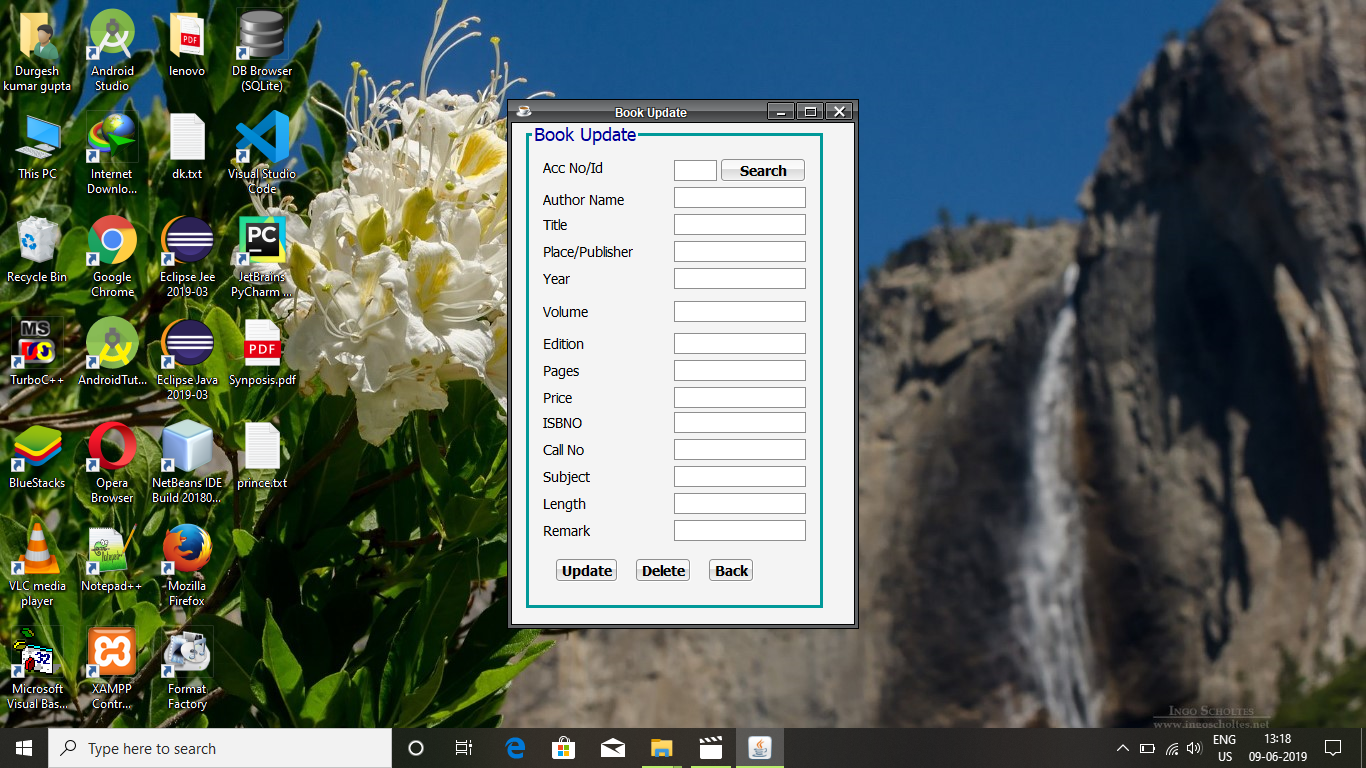 Durgesh
kumar gupta
Android
Studio
lenovo
DB Browser
(SQLite)
This PC
Internet
Downlo...
dk.txt
Visual Studio
Code
Recycle Bin
Google
Chrome
Eclipse Jee
2019-03
PC
JetBrains
PyCharm ...
MS
TurboC++
AndroidTut...
Eclipse Java
2019-03
PDF
Synposis.pdf
BlueStacks
Opera
Browser
NetBeans IDE
Build 20180...
prince.txt
VLC media
player
Notepad++
Mozilla
Firefox
32
Microsoft
Visual Bas...
XAMPP
Contr...
Format
Factory
PDF
Book Update
Book Update
Acc No/Id
Search
Author Name
Title
Place/Publisher
Year
Volume
Edition
Pages
Price
ISBNO
Call No
Subject
Length
Remark
Update Delete Back
Ingo Scholtes
www.ingoscholtes.net
Type here to search
ENG
US
13:18
09-06-2019